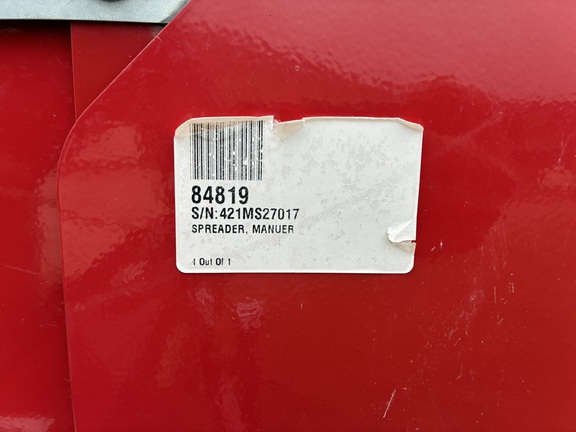 84819
S/N:421MS27017
SPREADER, MANUER
1 Out Of 1